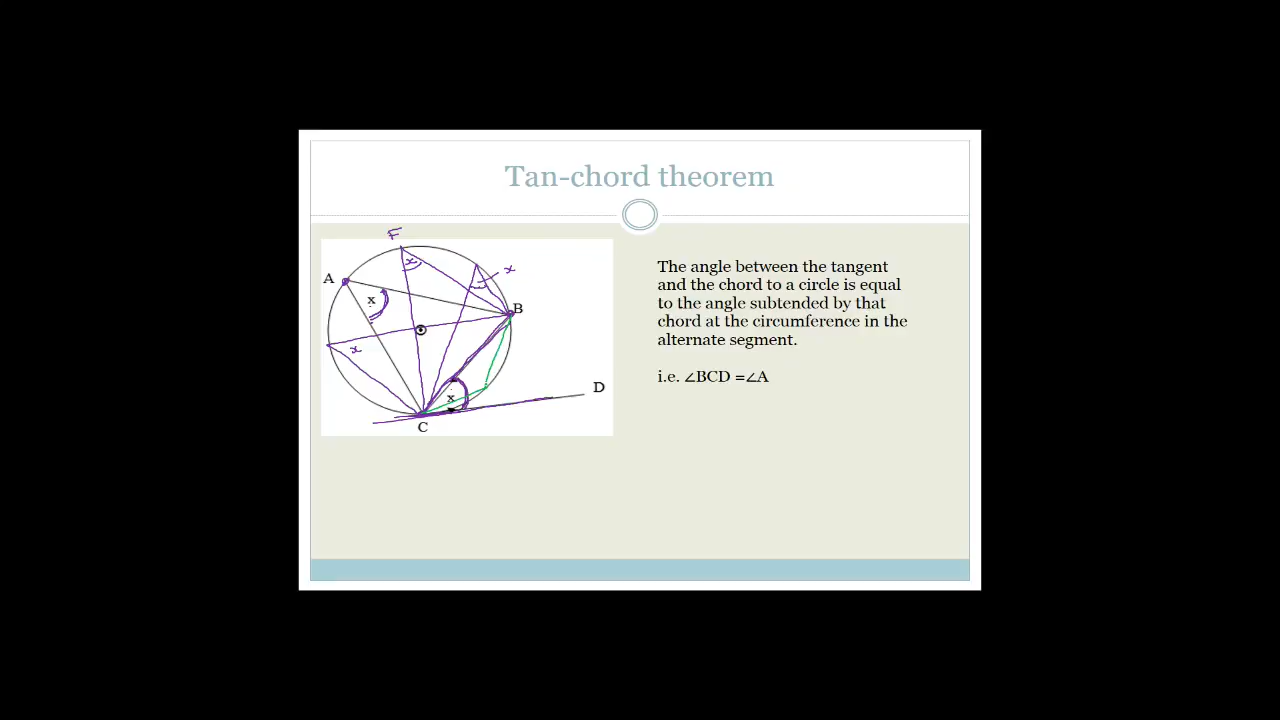 Tan-chord theorem
F
A
x
x
x
B
x
x
D
C
The angle between the tangent
and the chord to a circle is equal
to the angle subtended by that
chord at the circumference in the
alternate segment.
i.e. ∠BCD =∠A